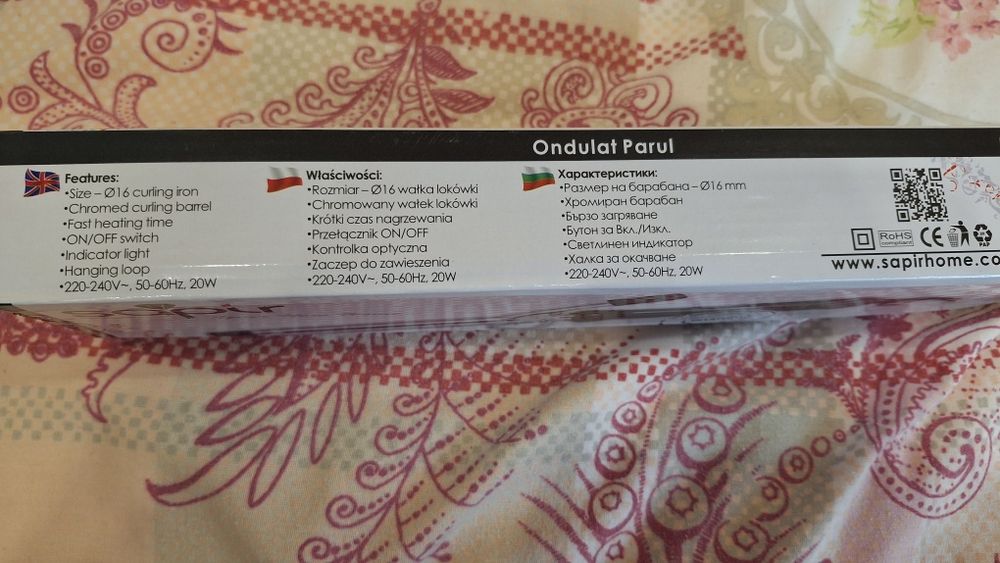 Ondulat Parul
Features:
•Size – Ø16 curling iron
•Chromed curling barrel
•Fast heating time
•ON/OFF switch
•Indicator light
•Hanging loop
•220-240V~, 50-60Hz, 20W
Właściwości:
•Rozmiar – Ø16 wałka lokówki
•Chromowany wałek lokówki
•Krótki czas nagrzewania
•Przełącznik ON/OFF
•Kontrolka optyczna
•Zaczep do zawieszenia
•220-240V~, 50-60Hz, 20W
Характеристики:
•Размер на барабана – Ø16 mm
•Хромиран барабан
•Бързо загряване
•Бутон за Вкл./Изкл.
•Светлинен индикатор
•Халка за окачване
•220-240V~, 50-60Hz, 20W
RoHS
compliant
CE
PAP
www.sapirhome.co
sapir